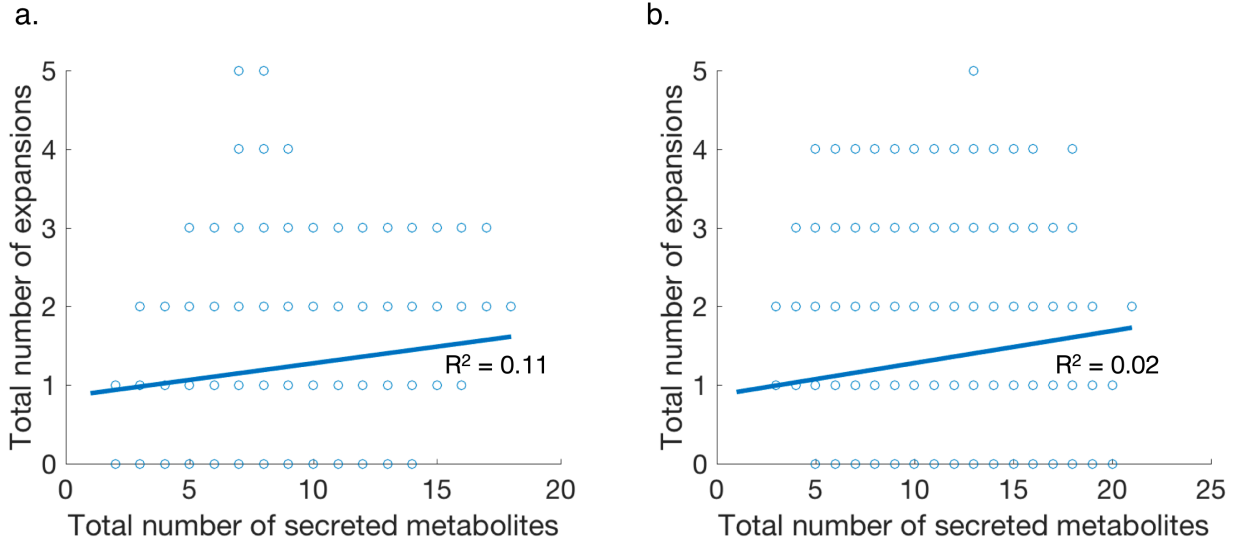 a.
Total number of expansions
5
4
3
2
1
0
R² = 0.11
0 5 10 15 20
Total number of secreted metabolites
b.
Total number of expansions
5
4
3
2
1
0
R² = 0.02
0 5 10 15 20 25
Total number of secreted metabolites